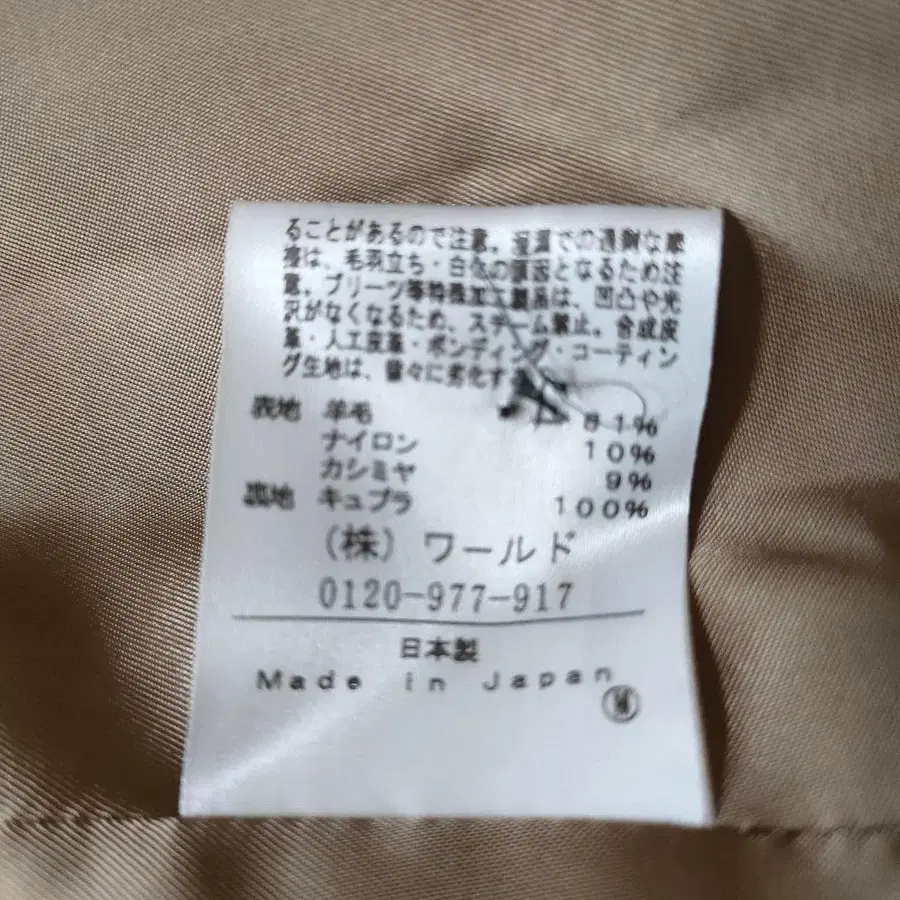 ることがあるので注意。湿潤での過剰な摩
擦は、毛羽立ち・白化の原因となるため注
意。プリーツ等特殊加工製品は、凹凸や光
沢がなくなるため、スチーム禁止。合成皮
革・人工皮革・ボンディング・コーティン
グ生地は、徐々に劣化す
表地 羊毛 81%
ナイロン 10%
カシミヤ 9%
裏地 キュプラ 100%
(株)ワールド
0120-977-917
日本製
Made in Japan